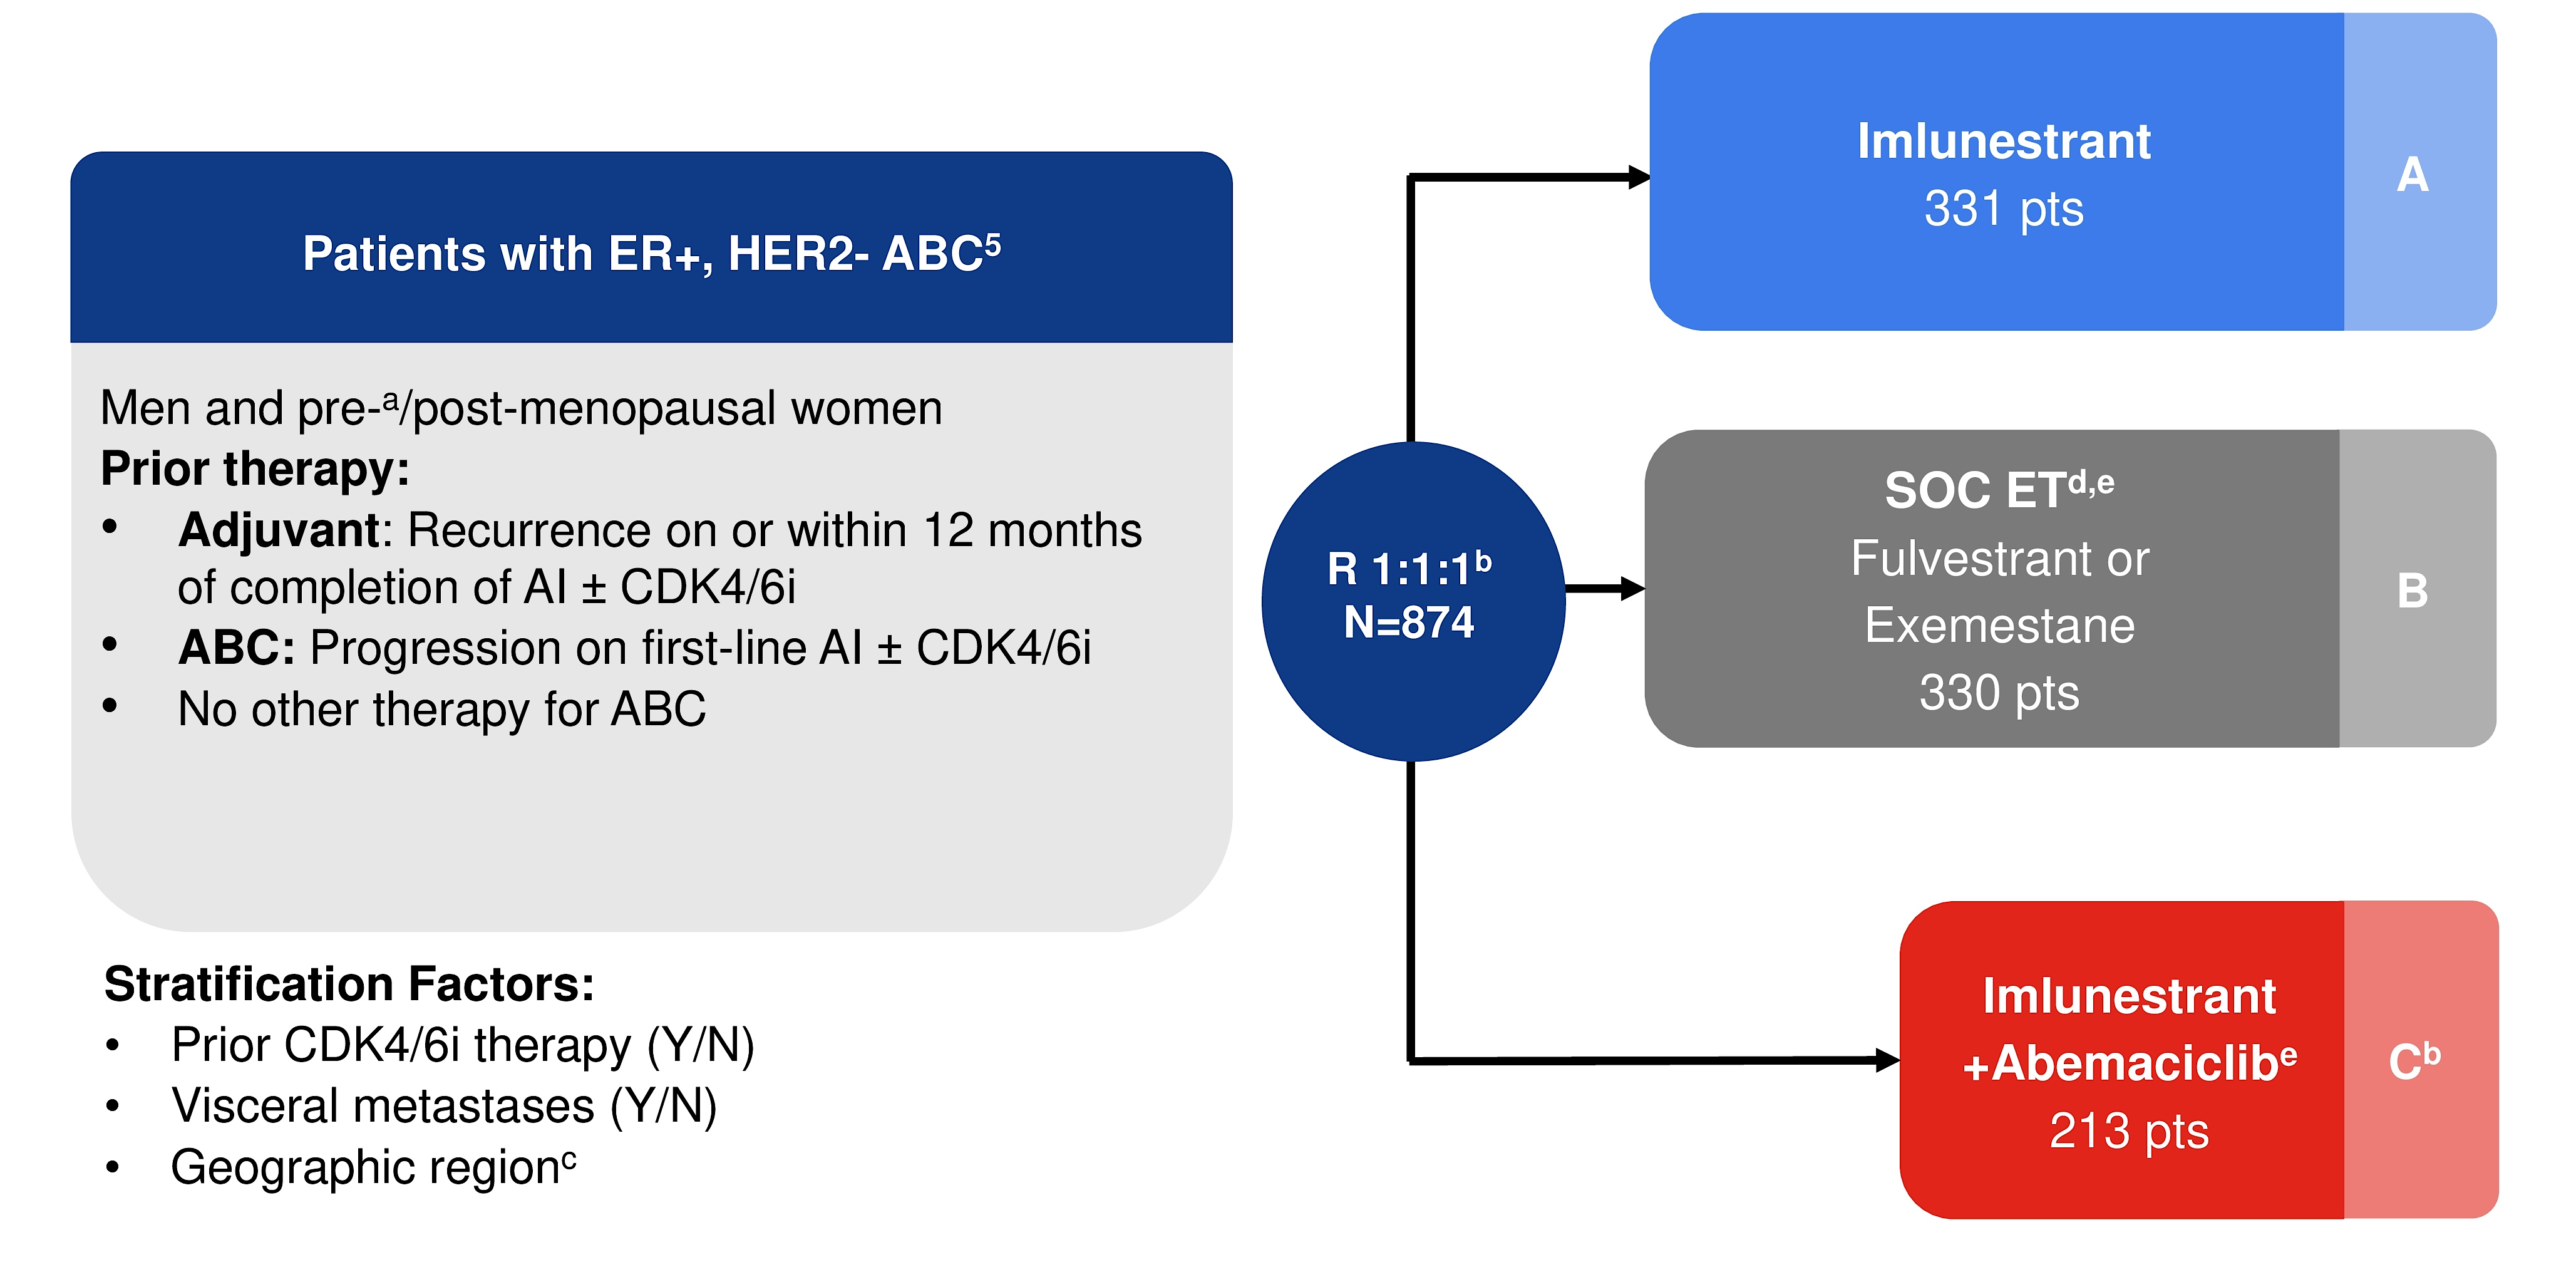 Patients with ER+, HER2- ABC⁵
Men and pre-ᵃ/post-menopausal women
Prior therapy:
• Adjuvant: Recurrence on or within 12 months
of completion of AI ± CDK4/6i
• ABC: Progression on first-line AI ± CDK4/6i
• No other therapy for ABC
Stratification Factors:
• Prior CDK4/6i therapy (Y/N)
• Visceral metastases (Y/N)
• Geographic regionᶜ
R 1:1:1ᵇ
N=874
Imlunestrant
331 pts
A
SOC ETᵈ,ᵉ
Fulvestrant or
Exemestane
330 pts
B
Imlunestrant
+Abemaciclibᵉ
213 pts
Cᵇ